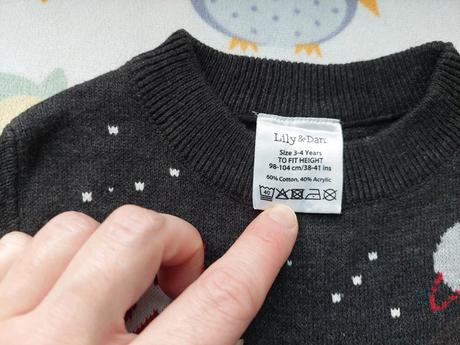 Lily & Dan
Size 3-4 Years
TO FIT HEIGHT
98-104 cm/38-41 ins
60% Cotton, 40% Acrylic
40